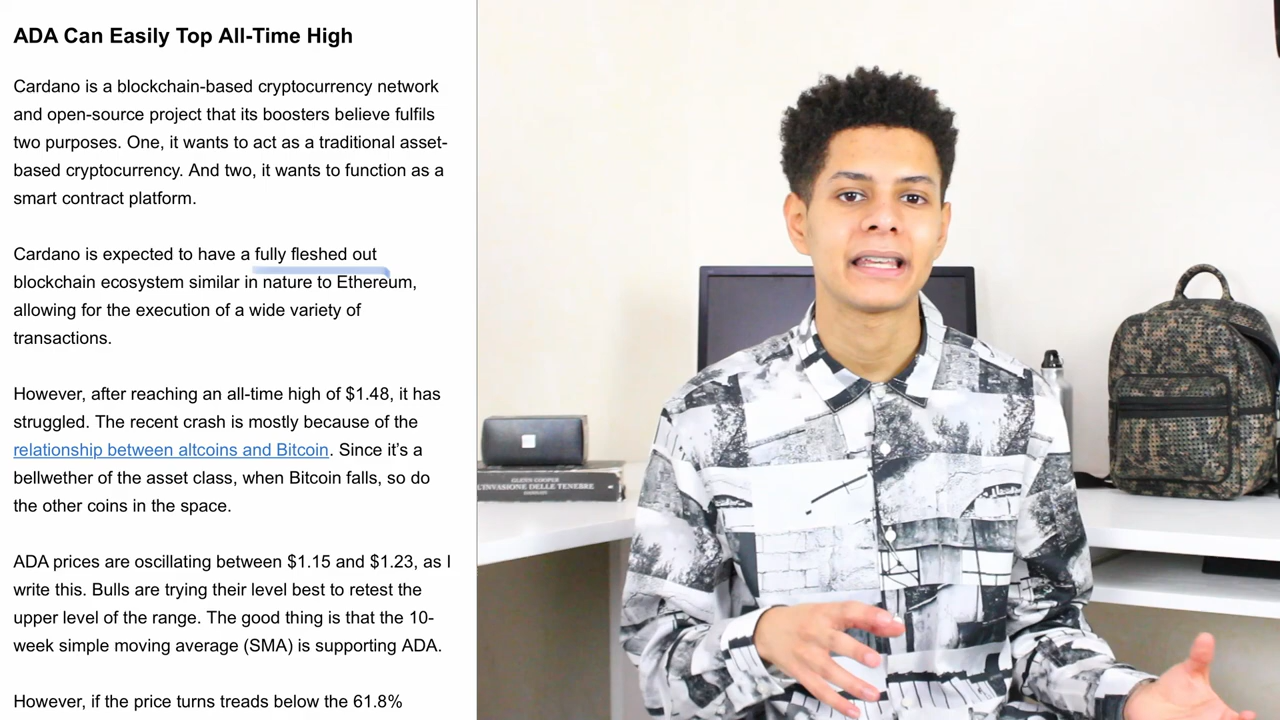 ADA Can Easily Top All-Time High
Cardano is a blockchain-based cryptocurrency network
and open-source project that its boosters believe fulfils
two purposes. One, it wants to act as a traditional asset-
based cryptocurrency. And two, it wants to function as a
smart contract platform.
Cardano is expected to have a fully fleshed out
blockchain ecosystem similar in nature to Ethereum,
allowing for the execution of a wide variety of
transactions.
However, after reaching an all-time high of $1.48, it has
struggled. The recent crash is mostly because of the
relationship between altcoins and Bitcoin. Since it’s a
bellwether of the asset class, when Bitcoin falls, so do
the other coins in the space.
ADA prices are oscillating between $1.15 and $1.23, as I
write this. Bulls are trying their level best to retest the
upper level of the range. The good thing is that the 10-
week simple moving average (SMA) is supporting ADA.
However, if the price turns treads below the 61.8%
GLENN COOPER
L'INVASIONE DELLE TENEBRE